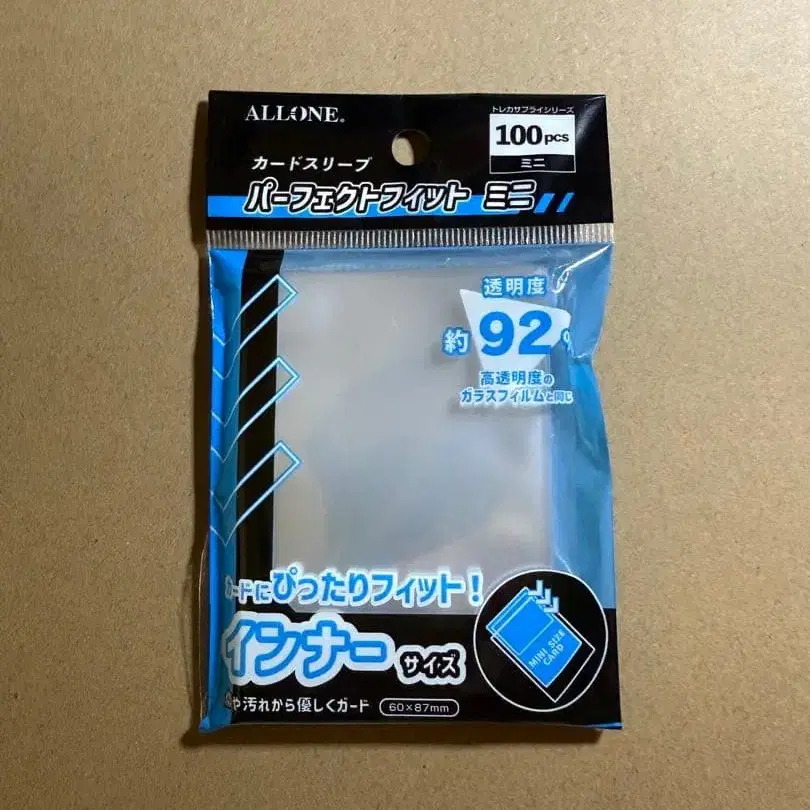 ALLONE®
トレカサプライシリーズ
100pcs
ミニ
カードスリーブ
パーフェクトフィット ミニ
透明度
約92%
高透明度の
ガラスフィルムと同じ
ードにぴったりフィット!
インナーサイズ
や汚れから優しくガード
60×87mm
MINI SIZE
CARD